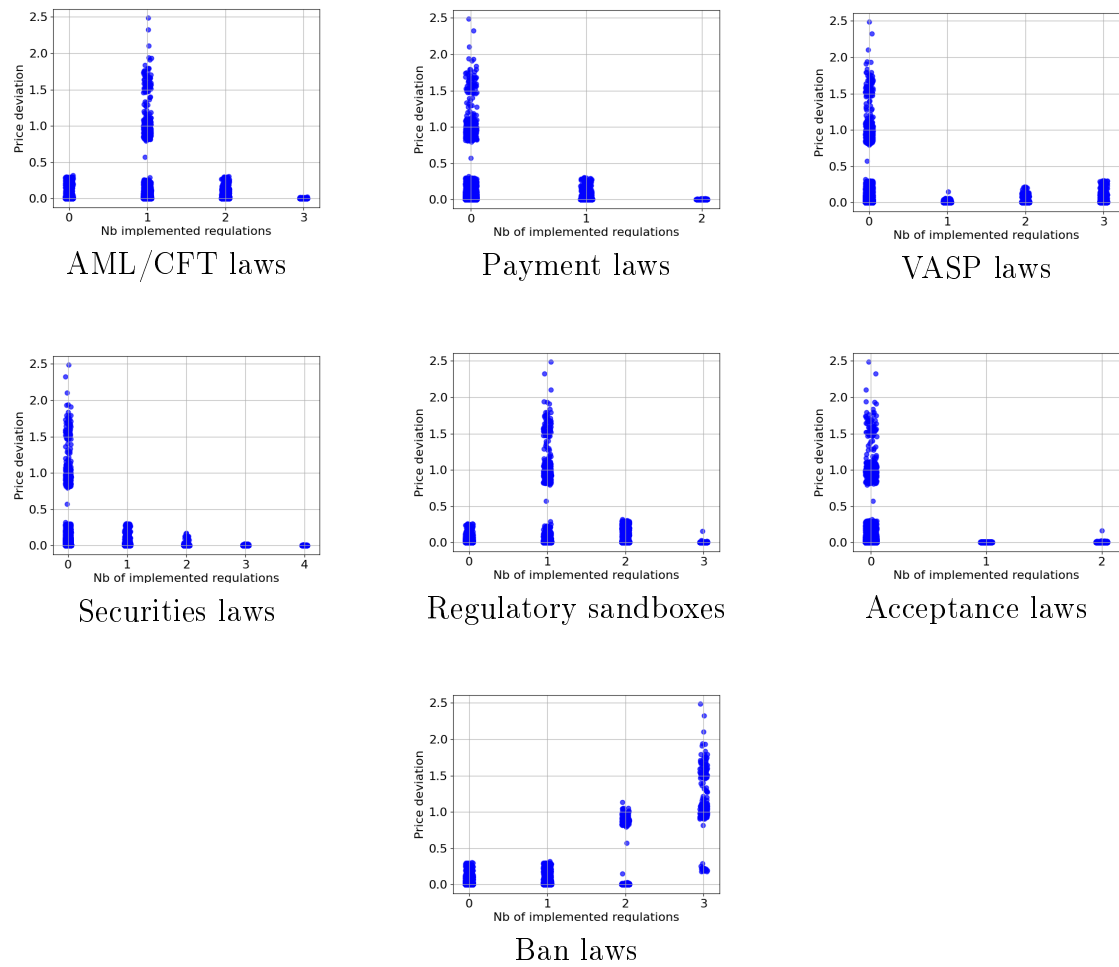 2.5
2.0
1.5
1.0
0.5
0.0
Price deviation
0 1 2 3
Nb implemented regulations
AML/CFT laws
2.5
2.0
1.5
1.0
0.5
0.0
Price deviation
0 1 2
Nb implemented regulations
Payment laws
2.5
2.0
1.5
1.0
0.5
0.0
Price deviation
0 1 2 3
Nb of implemented regulations
VASP laws
2.5
2.0
1.5
1.0
0.5
0.0
Price deviation
0 1 2 3 4
Nb of implemented regulations
Securities laws
2.5
2.0
1.5
1.0
0.5
0.0
Price deviation
0 1 2 3
Nb of implemented regulations
Regulatory sandboxes
2.5
2.0
1.5
1.0
0.5
0.0
Price deviation
0 1 2
Nb of implemented regulations
Acceptance laws
2.5
2.0
1.5
1.0
0.5
0.0
Price deviation
0 1 2 3
Nb of implemented regulations
Ban laws